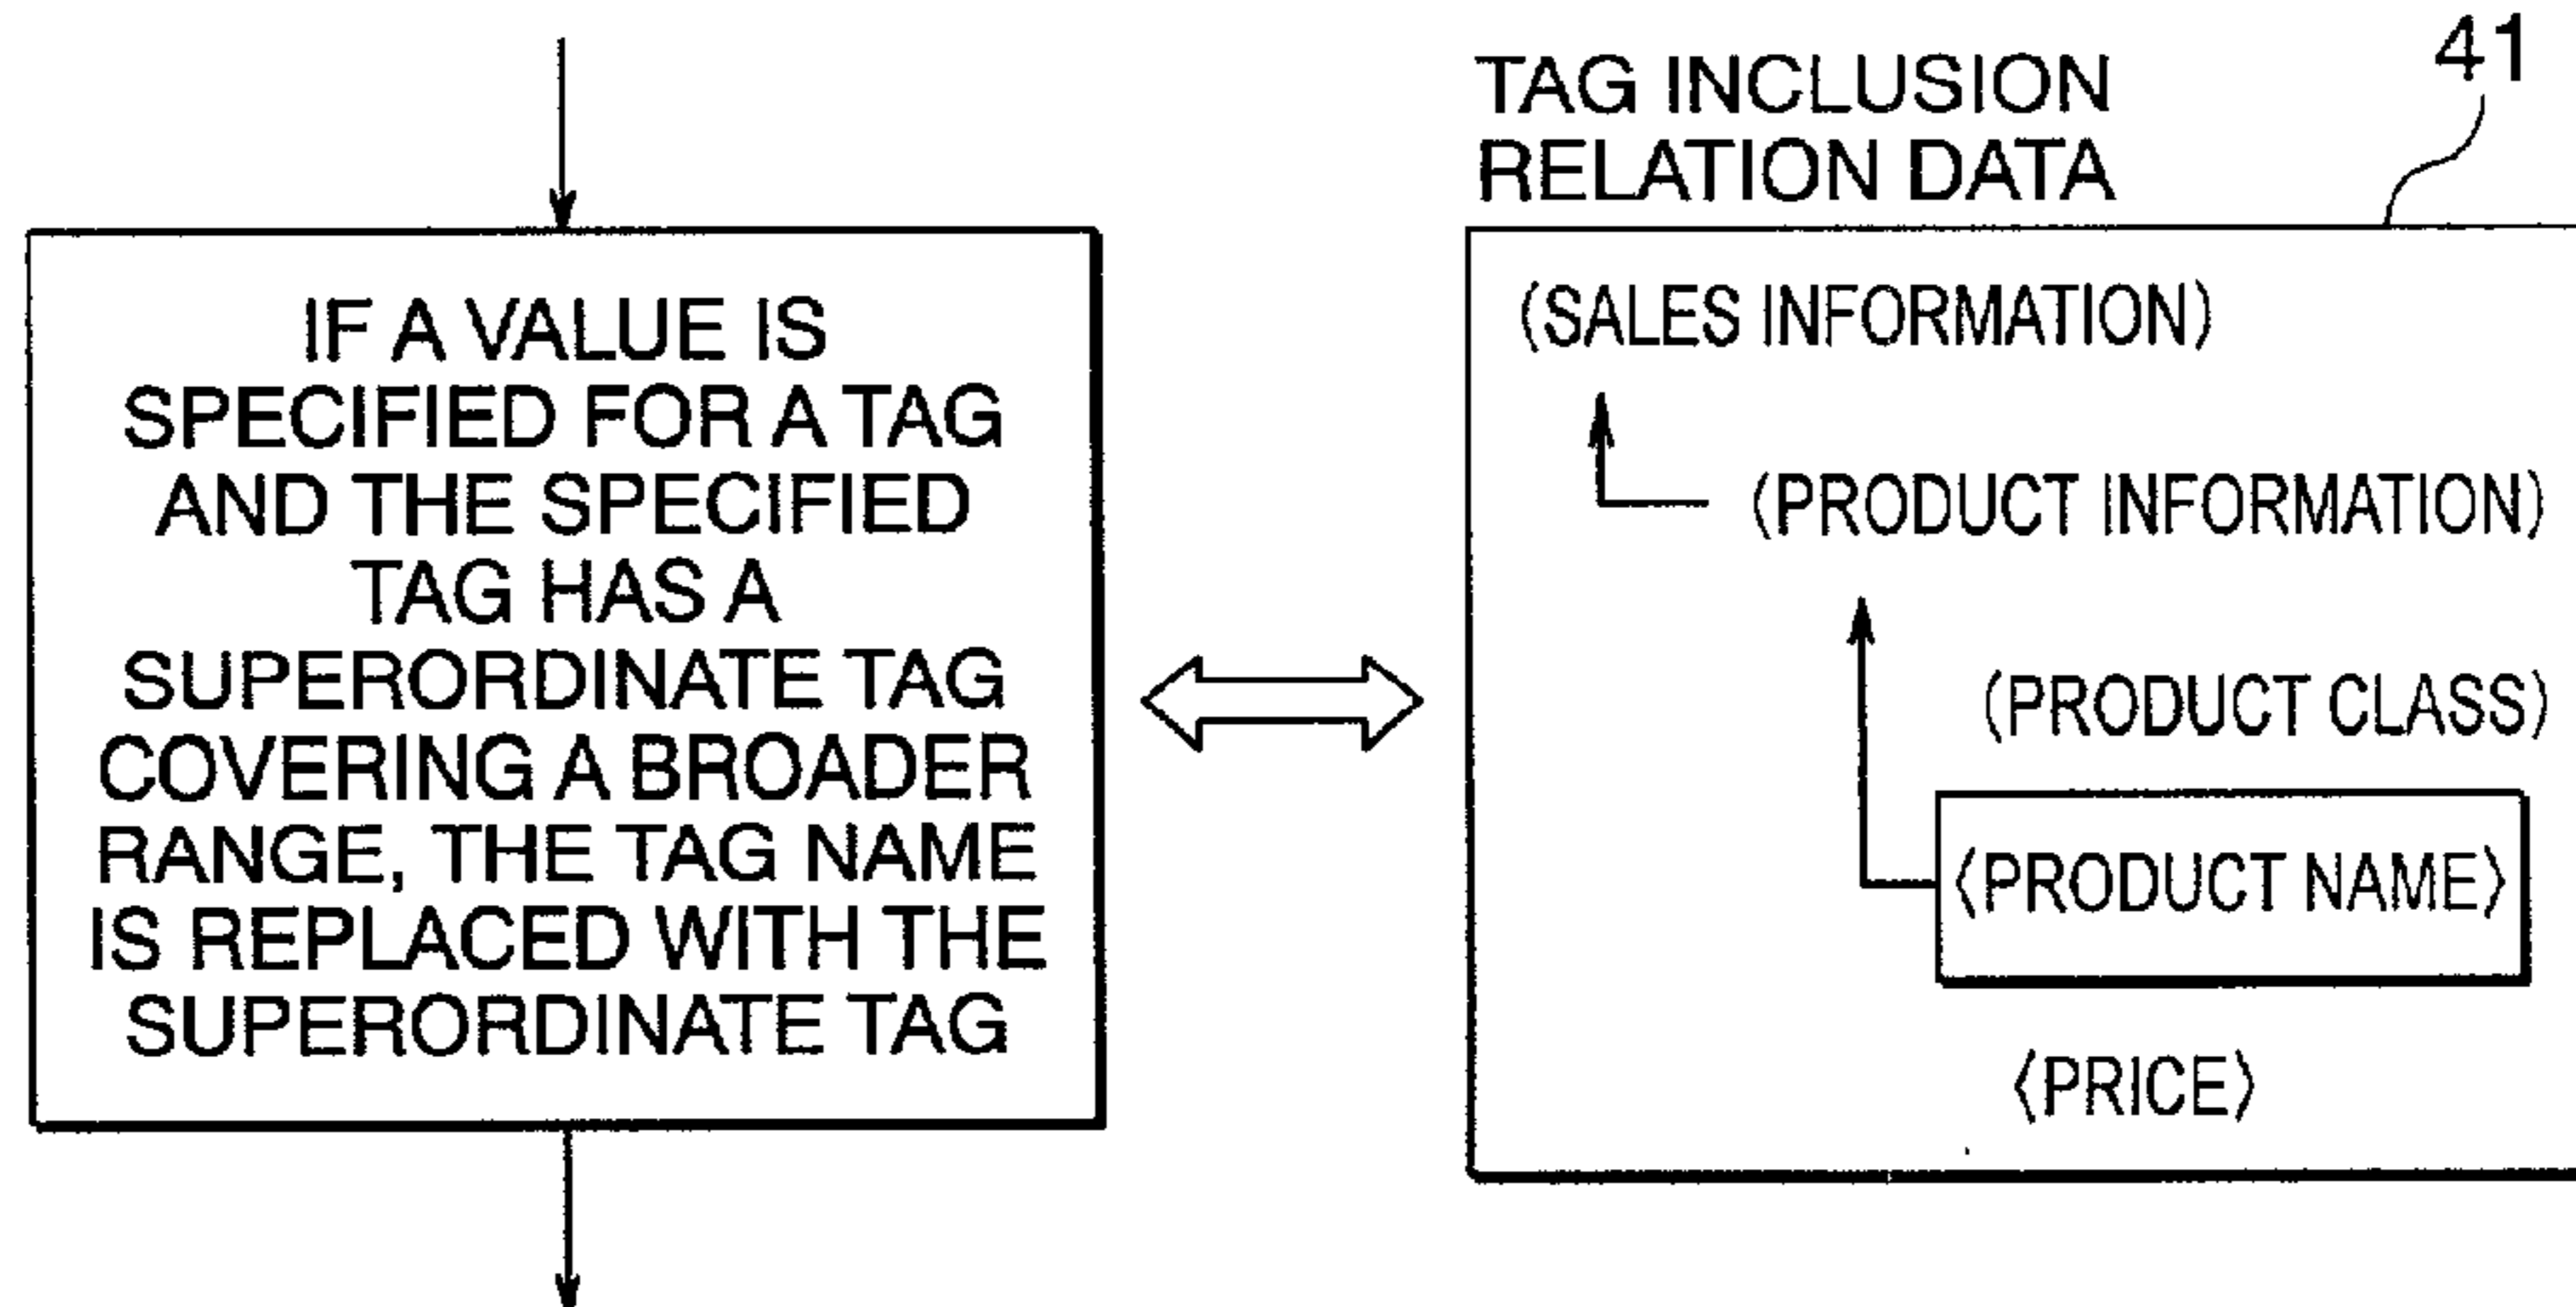 IF A VALUE IS
SPECIFIED FOR A TAG
AND THE SPECIFIED
TAG HAS A
SUPERORDINATE TAG
COVERING A BROADER
RANGE, THE TAG NAME
IS REPLACED WITH THE
SUPERORDINATE TAG
41
TAG INCLUSION
RELATION DATA
(SALES INFORMATION)
(PRODUCT INFORMATION)
(PRODUCT CLASS)
⟨PRODUCT NAME⟩
⟨PRICE⟩